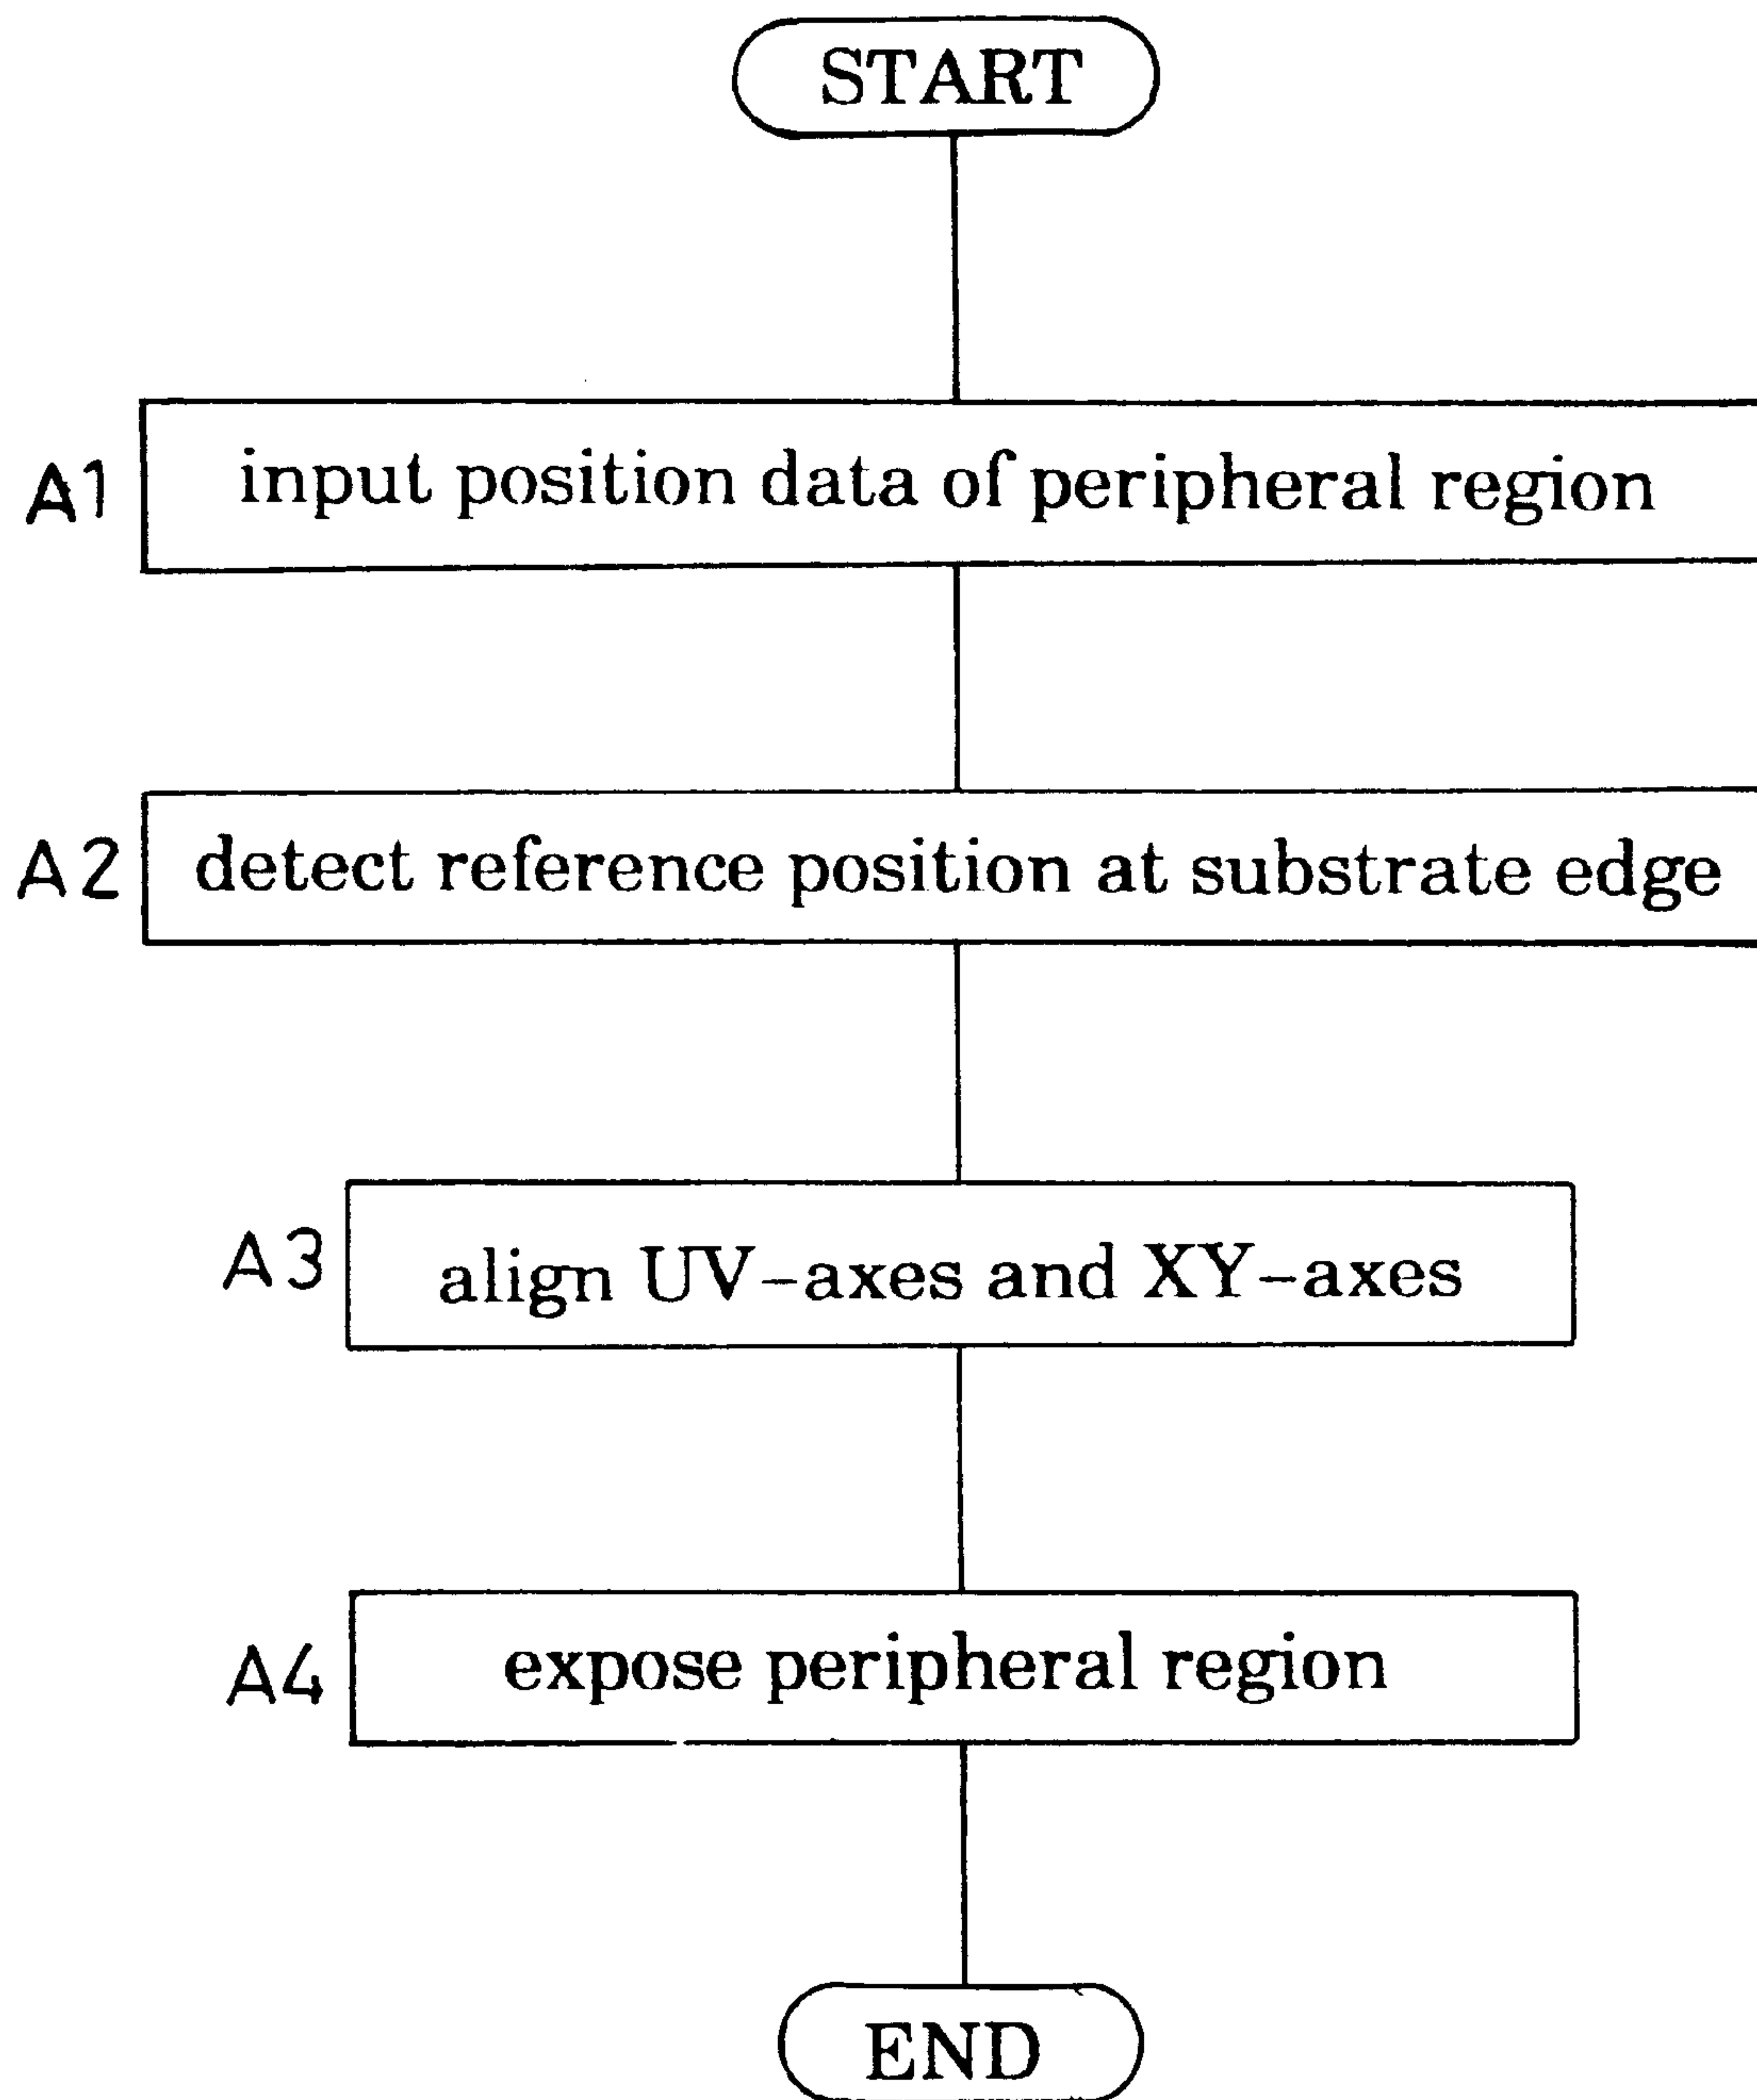 START
A1 input position data of peripheral region
A2 detect reference position at substrate edge
A3 align UV-axes and XY-axes
A4 expose peripheral region
END